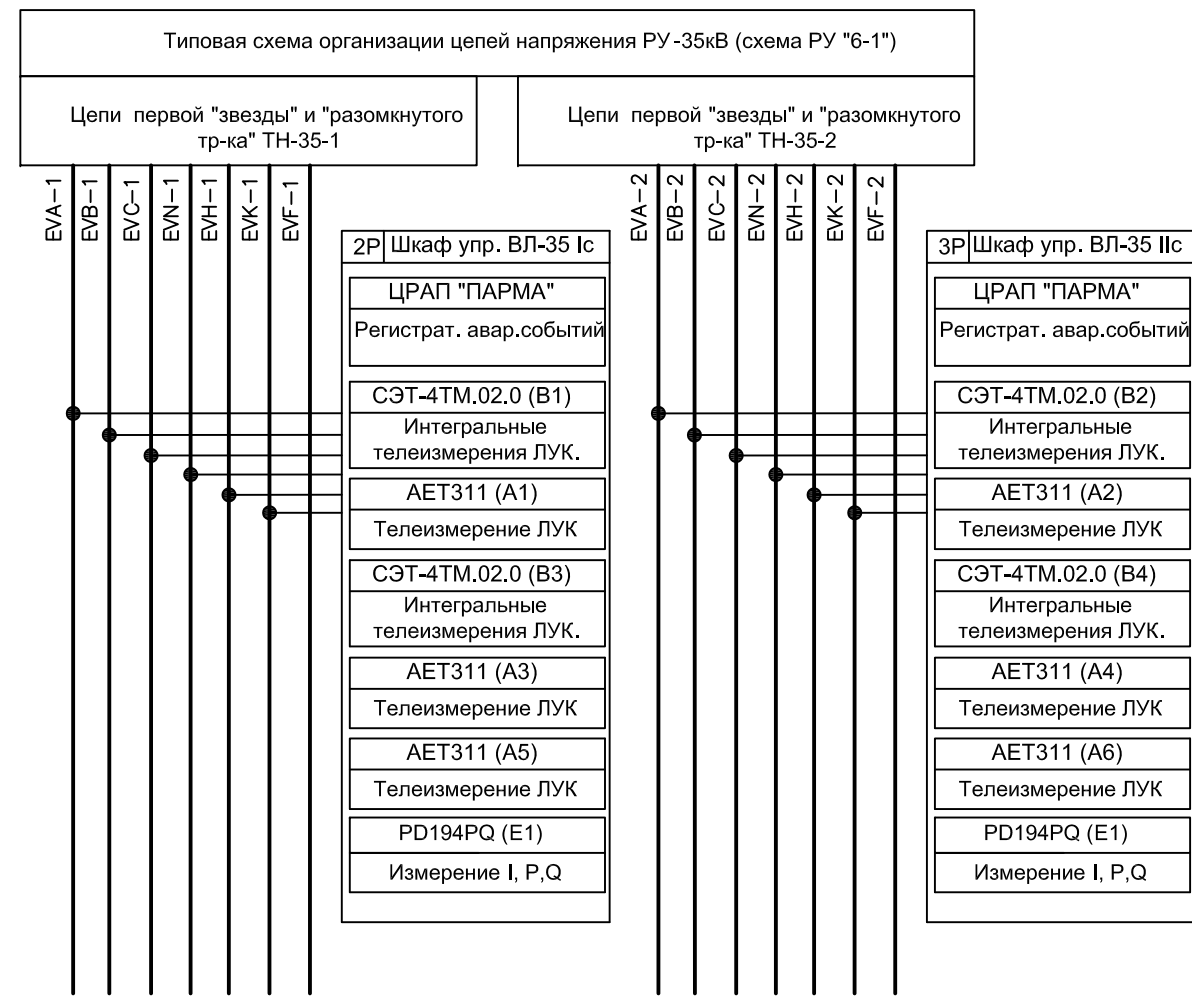 Типовая схема организации цепей напряжения РУ-35кВ (схема РУ "6-1")
Цепи первой "звезды" и "разомкнутого
тр-ка" ТН-35-1
Цепи первой "звезды" и "разомкнутого
тр-ка" ТН-35-2
EVA-1
EVB-1
EVC-1
EVN-1
EVH-1
EVK-1
EVF-1
EVA-2
EVB-2
EVC-2
EVN-2
EVH-2
EVK-2
EVF-2
2Р Шкаф упр. ВЛ-35 Iс
ЦРАП "ПАРМА"
Регистрат. авар.событий
СЭТ-4ТМ.02.0 (В1)
Интегральные
телеизмерения ЛУК.
АЕТ311 (А1)
Телеизмерение ЛУК
СЭТ-4ТМ.02.0 (В3)
Интегральные
телеизмерения ЛУК.
АЕТ311 (А3)
Телеизмерение ЛУК
АЕТ311 (А5)
Телеизмерение ЛУК
PD194PQ (E1)
Измерение I, P,Q
3Р Шкаф упр. ВЛ-35 IIс
ЦРАП "ПАРМА"
Регистрат. авар.событий
СЭТ-4ТМ.02.0 (В2)
Интегральные
телеизмерения ЛУК.
АЕТ311 (А2)
Телеизмерение ЛУК
СЭТ-4ТМ.02.0 (В4)
Интегральные
телеизмерения ЛУК.
АЕТ311 (А4)
Телеизмерение ЛУК
АЕТ311 (А6)
Телеизмерение ЛУК
PD194PQ (E1)
Измерение I, P,Q